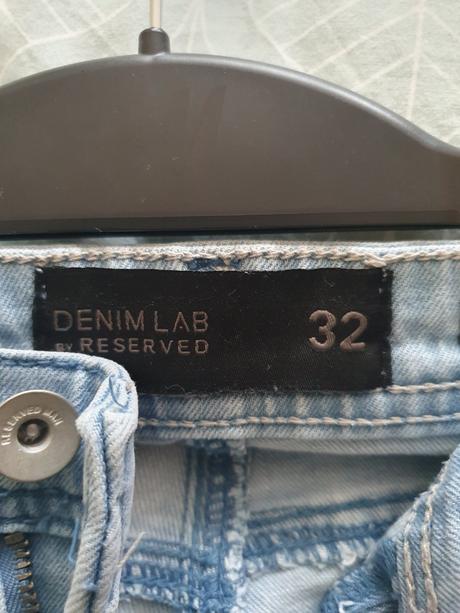 DENIM LAB
BY RESERVED
32
RESERVED